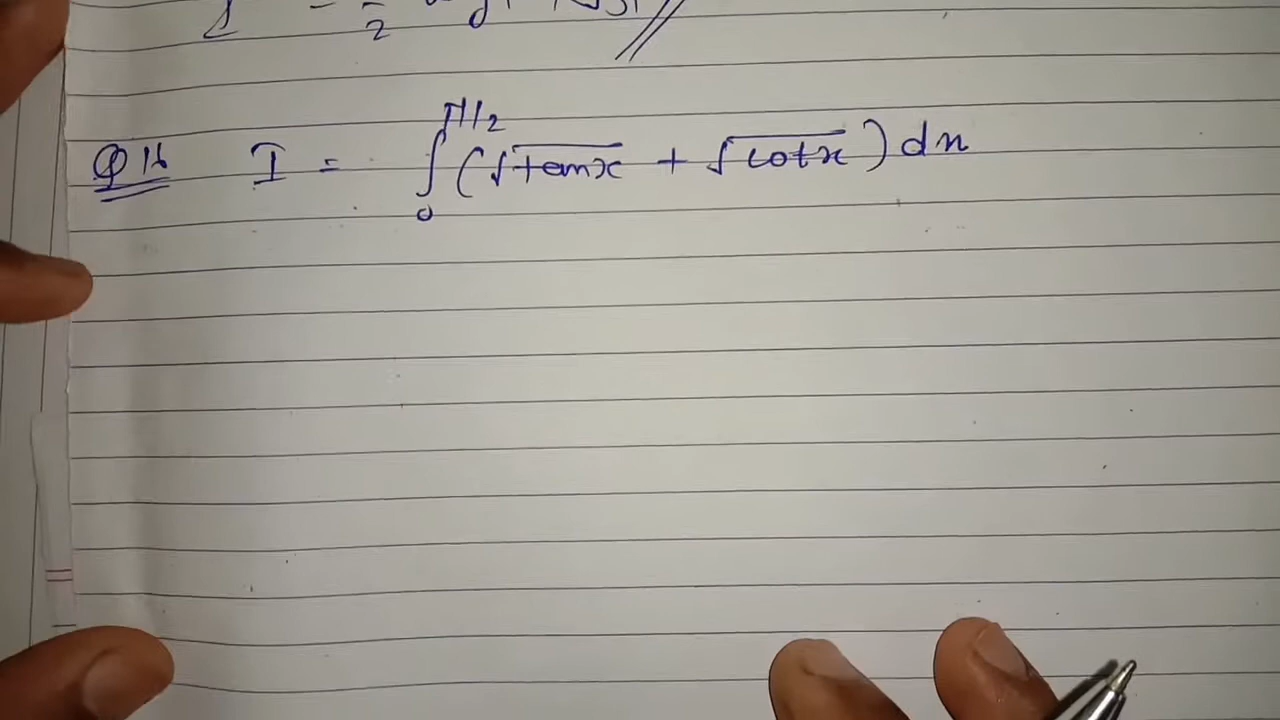 Q16 I = ∫₀^π/2 (√tanx + √cotx) dx